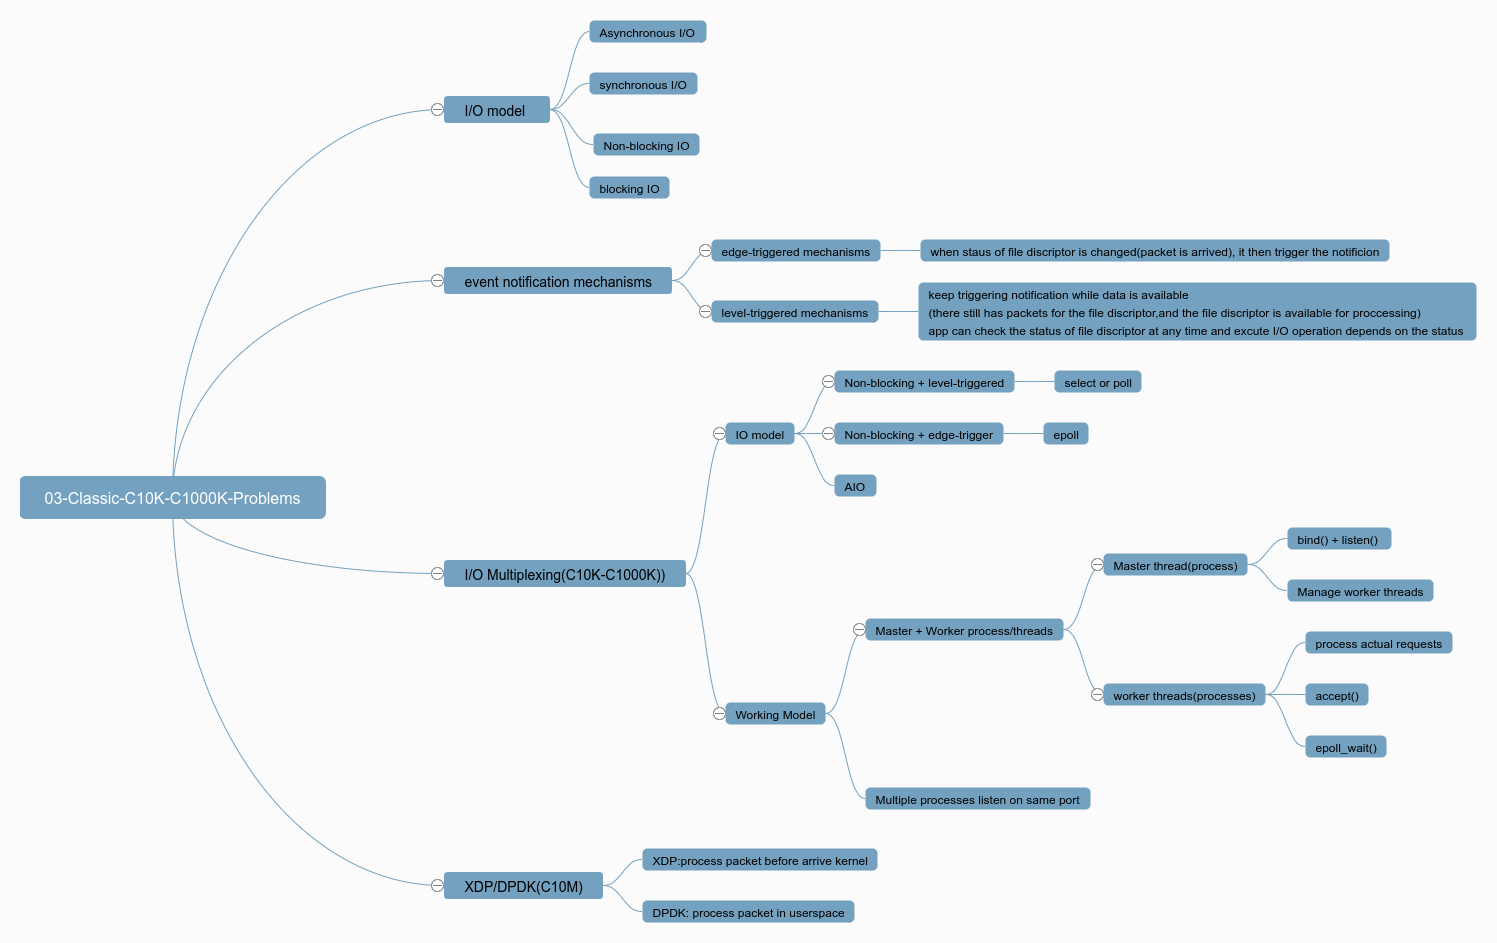 03-Classic-C10K-C1000K-Problems
I/O model
Asynchronous I/O
synchronous I/O
Non-blocking IO
blocking IO
event notification mechanisms
edge-triggered mechanisms
when staus of file discriptor is changed(packet is arrived), it then trigger the notificion
level-triggered mechanisms
keep triggering notification while data is available
(there still has packets for the file discriptor,and the file discriptor is available for proccessing)
app can check the status of file discriptor at any time and excute I/O operation depends on the status
I/O Multiplexing(C10K-C1000K))
IO model
Non-blocking + level-triggered
select or poll
Non-blocking + edge-trigger
epoll
AIO
Working Model
Master + Worker process/threads
Master thread(process)
bind() + listen()
Manage worker threads
worker threads(processes)
process actual requests
accept()
epoll_wait()
Multiple processes listen on same port
XDP/DPDK(C10M)
XDP:process packet before arrive kernel
DPDK: process packet in userspace